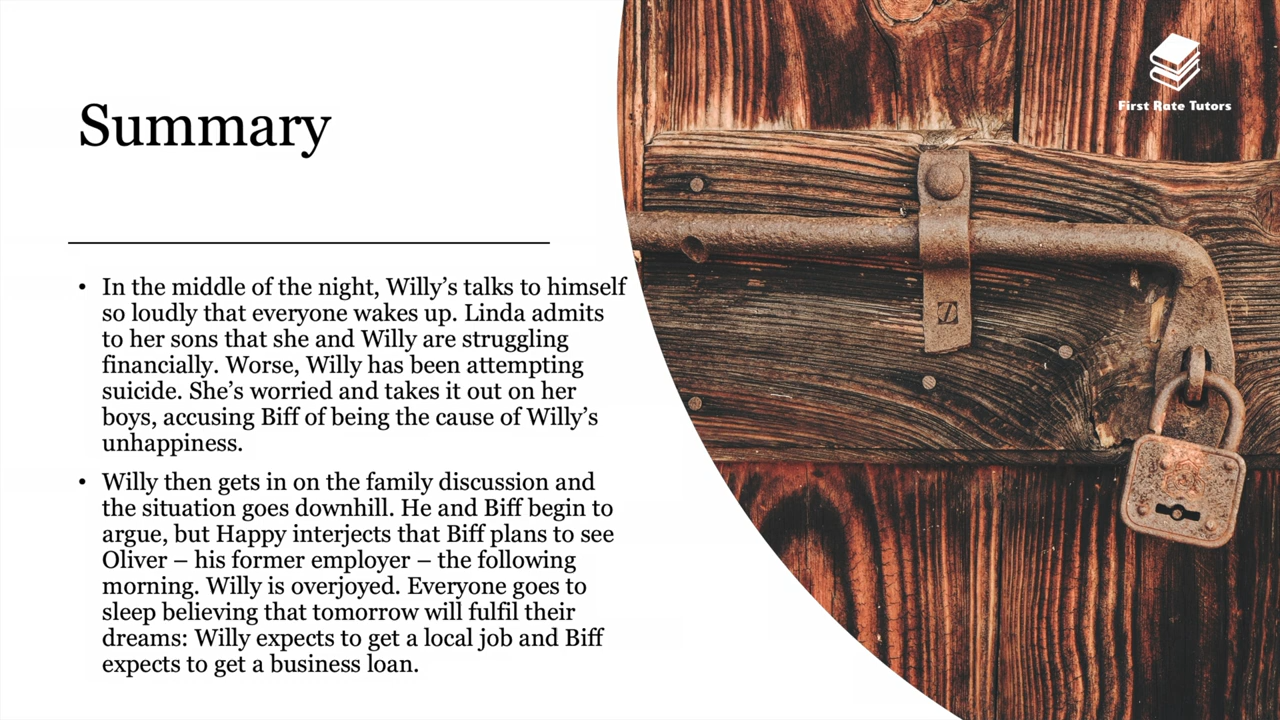 First Rate Tutors
Summary
• In the middle of the night, Willy’s talks to himself
so loudly that everyone wakes up. Linda admits
to her sons that she and Willy are struggling
financially. Worse, Willy has been attempting
suicide. She’s worried and takes it out on her
boys, accusing Biff of being the cause of Willy’s
unhappiness.
• Willy then gets in on the family discussion and
the situation goes downhill. He and Biff begin to
argue, but Happy interjects that Biff plans to see
Oliver – his former employer – the following
morning. Willy is overjoyed. Everyone goes to
sleep believing that tomorrow will fulfil their
dreams: Willy expects to get a local job and Biff
expects to get a business loan.